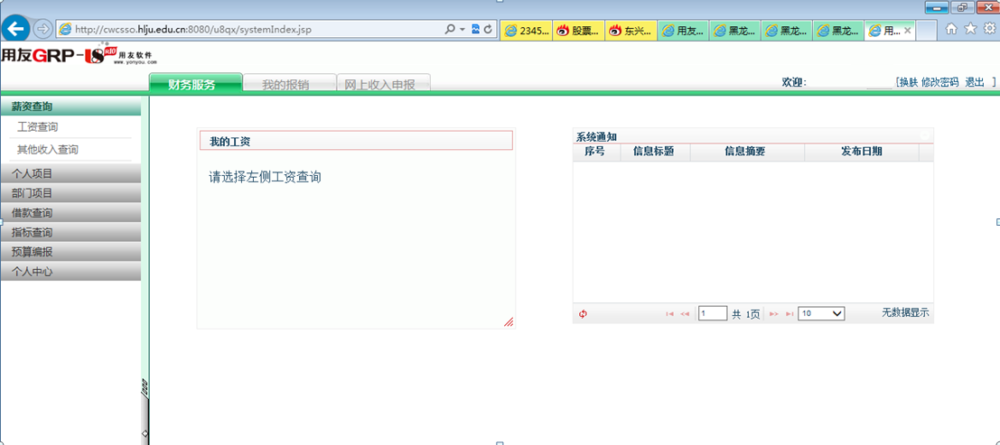 http://cwcsso.hlju.edu.cn:8080/u8qx/systemIndex.jsp
2345...
股票...
东兴...
用友...
黑龙...
黑龙...
黑龙...
用...
用友GRP-U8 R10 用友软件
www.yonyou.com
财务服务
我的报销
网上收入申报
欢迎:
[换肤 修改密码 退出 ]
薪资查询
工资查询
其他收入查询
个人项目
部门项目
借款查询
指标查询
预算编报
个人中心
我的工资
请选择左侧工资查询
系统通知
序号 信息标题 信息摘要 发布日期
1 共 1页 10 无数据显示